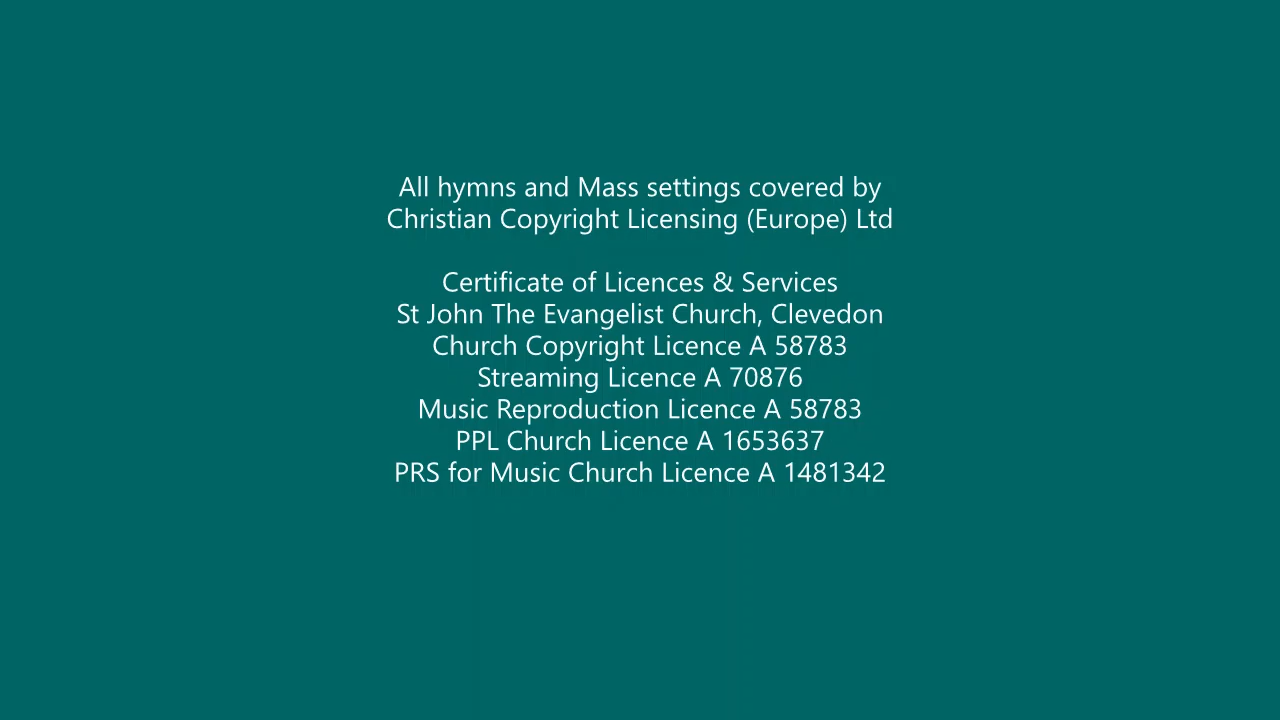 All hymns and Mass settings covered by
Christian Copyright Licensing (Europe) Ltd
Certificate of Licences & Services
St John The Evangelist Church, Clevedon
Church Copyright Licence A 58783
Streaming Licence A 70876
Music Reproduction Licence A 58783
PPL Church Licence A 1653637
PRS for Music Church Licence A 1481342